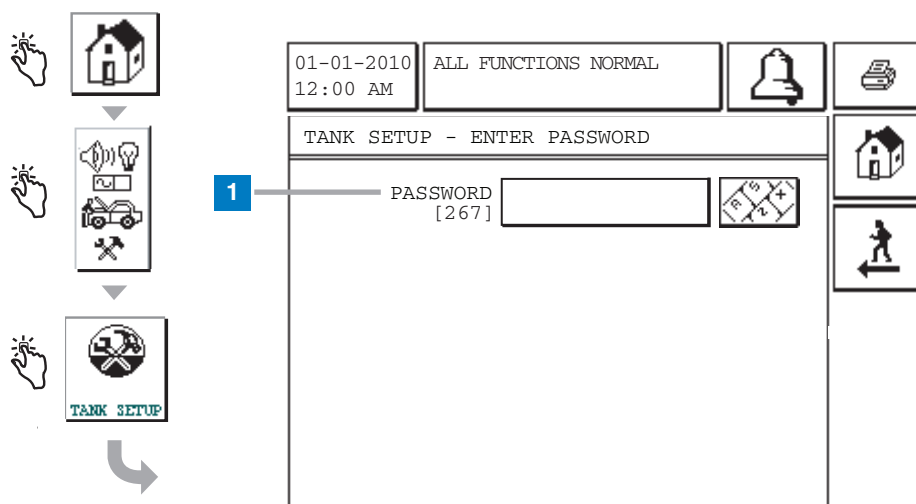 TANK SETUP
01-01-2010
12:00 AM
ALL FUNCTIONS NORMAL
TANK SETUP - ENTER PASSWORD
1
PASSWORD
[267]